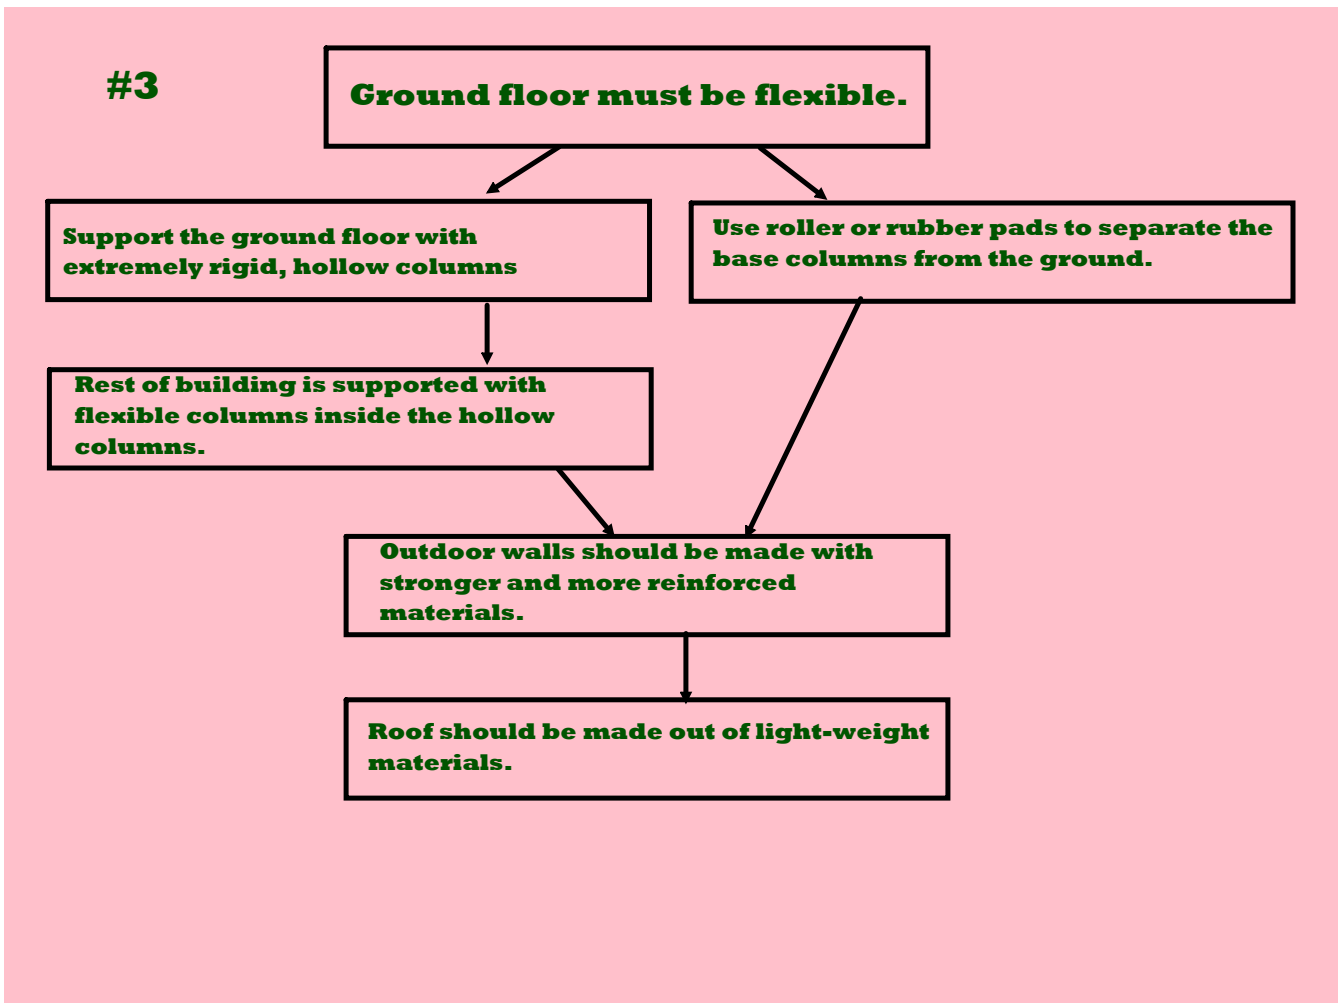 #3
Ground floor must be flexible.
Support the ground floor with
extremely rigid, hollow columns
Use roller or rubber pads to separate the
base columns from the ground.
Rest of building is supported with
flexible columns inside the hollow
columns.
Outdoor walls should be made with
stronger and more reinforced
materials.
Roof should be made out of light-weight
materials.